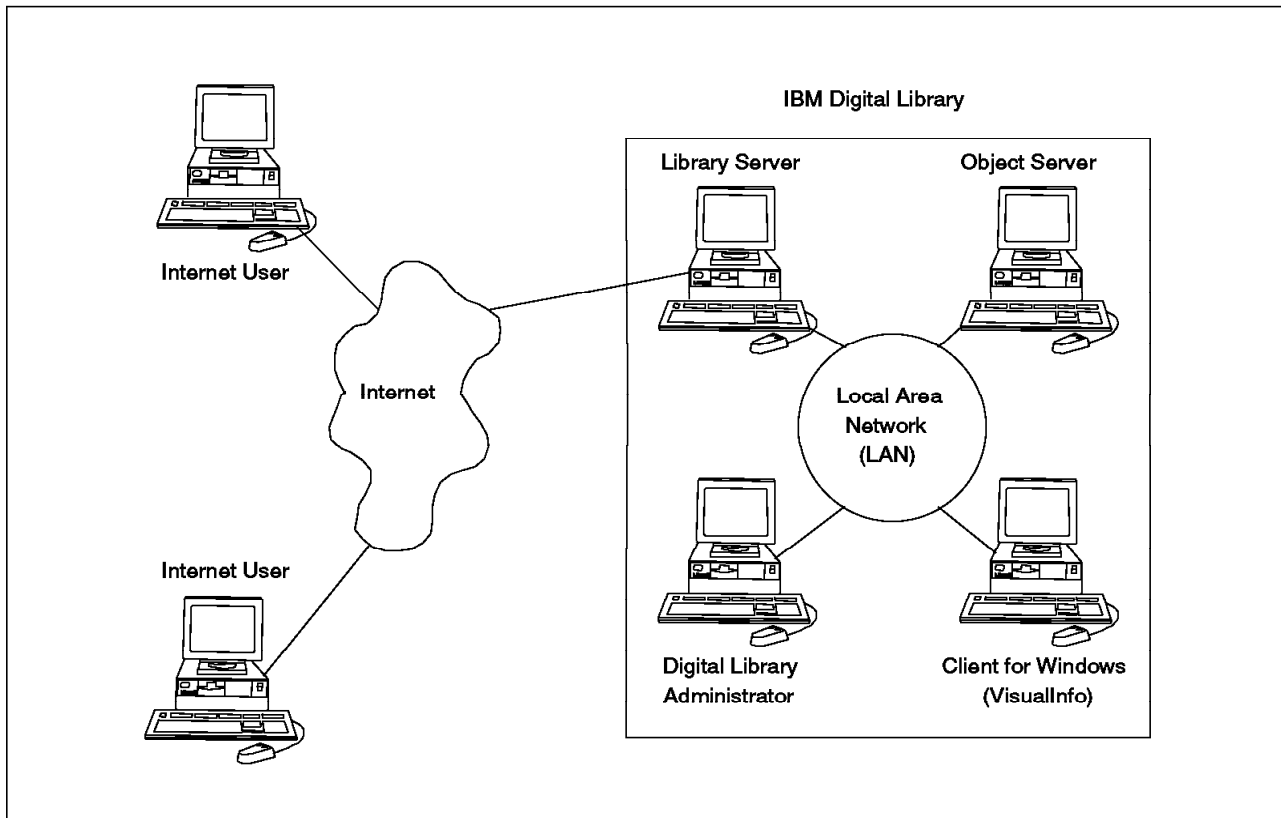 IBM Digital Library
Library Server
Object Server
Internet User
Internet
Local Area
Network
(LAN)
Internet User
Digital Library
Administrator
Client for Windows
(VisualInfo)